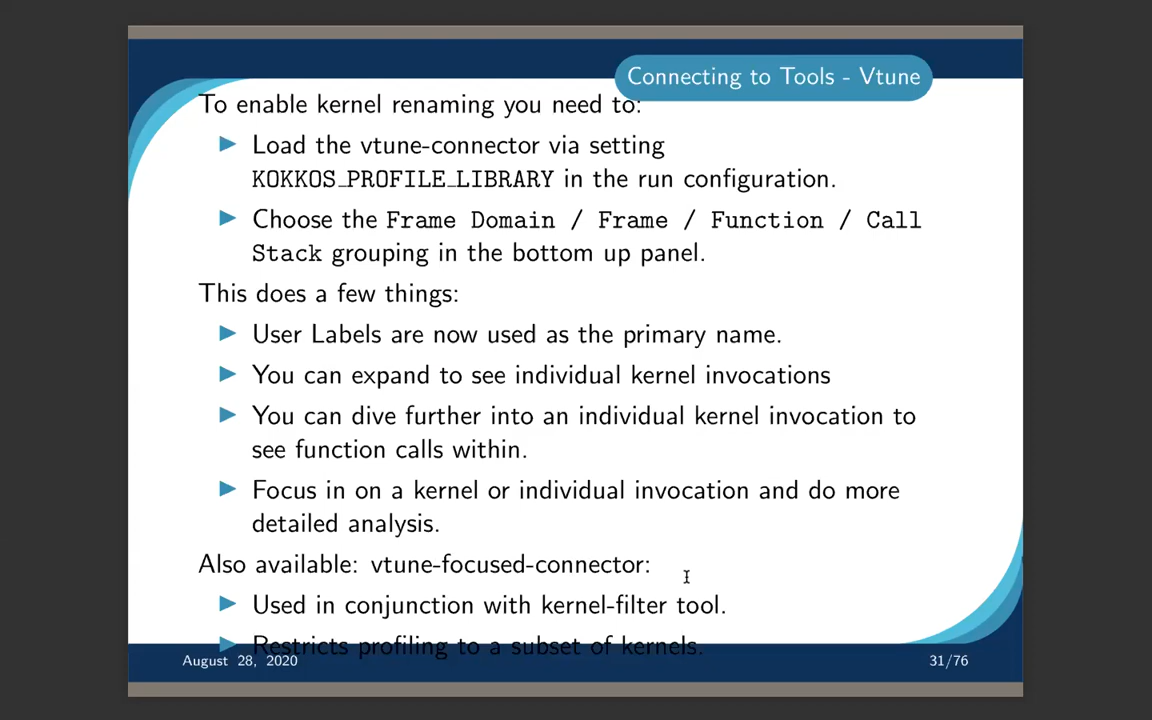 Connecting to Tools - Vtune
To enable kernel renaming you need to:
Load the vtune-connector via setting
KOKKOS_PROFILE_LIBRARY in the run configuration.
Choose the Frame Domain / Frame / Function / Call
Stack grouping in the bottom up panel.
This does a few things:
User Labels are now used as the primary name.
You can expand to see individual kernel invocations
You can dive further into an individual kernel invocation to
see function calls within.
Focus in on a kernel or individual invocation and do more
detailed analysis.
Also available: vtune-focused-connector:
Used in conjunction with kernel-filter tool.
Restricts profiling to a subset of kernels.
August 28, 2020
31/76